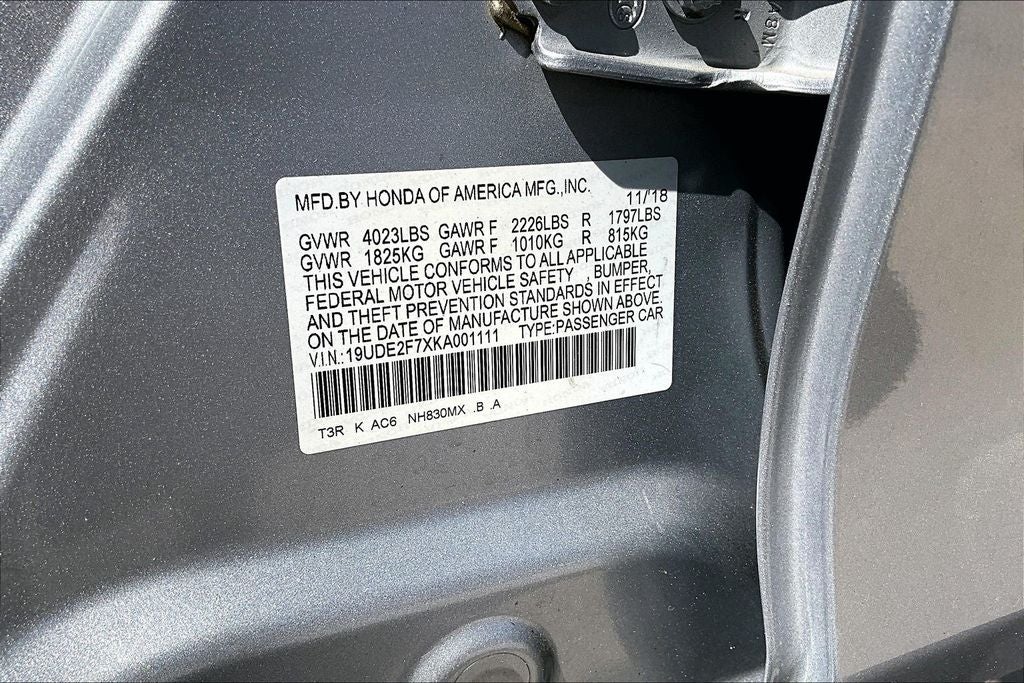 MFD.BY HONDA OF AMERICA MFG.,INC. 11/'18
GVWR 4023LBS GAWR F 2226LBS R 1797LBS
GVWR 1825KG GAWR F 1010KG R 815KG
THIS VEHICLE CONFORMS TO ALL APPLICABLE
FEDERAL MOTOR VEHICLE SAFETY , BUMPER,
AND THEFT PREVENTION STANDARDS IN EFFECT
ON THE DATE OF MANUFACTURE SHOWN ABOVE.
V.I.N.:19UDE2F7XKA001111 TYPE:PASSENGER CAR
T3R K AC6 NH830MX .B .A